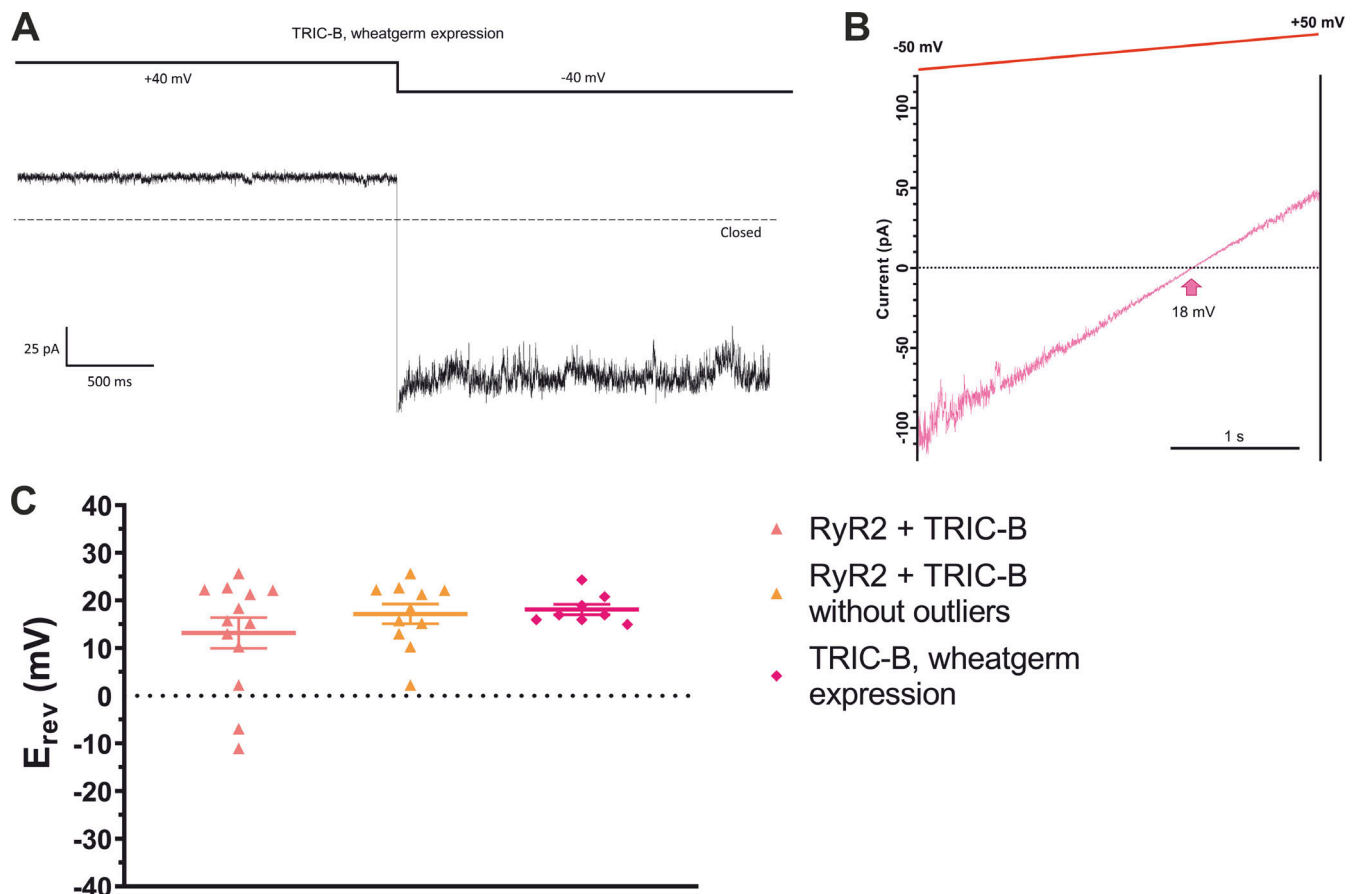 A
TRIC-B, wheatgerm expression
+40 mV
-40 mV
Closed
25 pA
500 ms
B
-50 mV
+50 mV
100
50
0
-50
-100
Current (pA)
18 mV
1 s
C
40
30
20
10
0
-10
-20
-30
-40
Erev (mV)
RyR2 + TRIC-B
RyR2 + TRIC-B
without outliers
TRIC-B, wheatgerm
expression